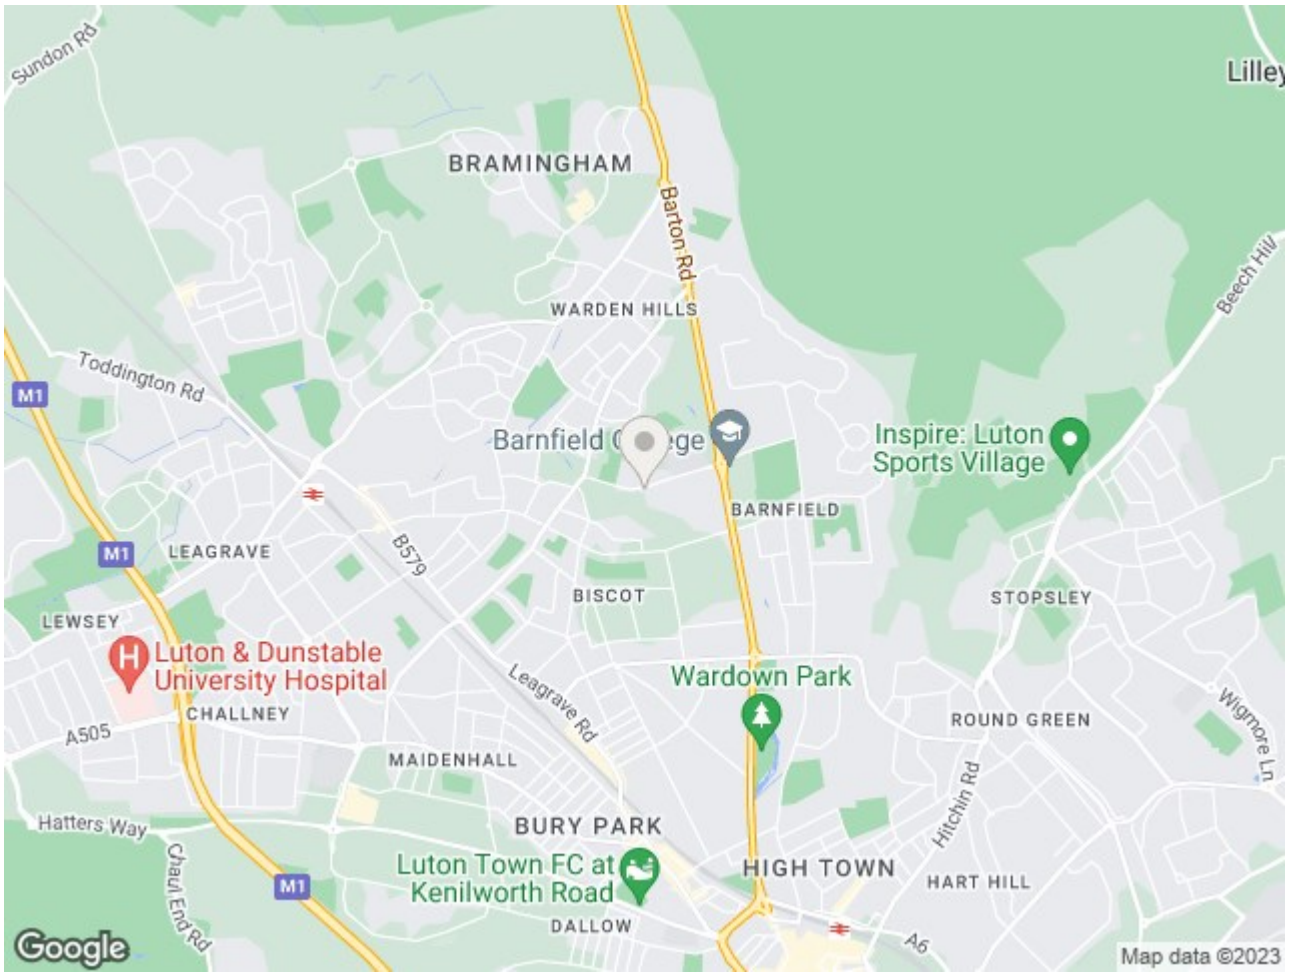 Sundon Rd
Lilley
BRAMINGHAM
Barton Rd
Beech Hil
WARDEN HILLS
Toddington Rd
M1
Barnfield C ege
Inspire: Luton
Sports Village
BARNFIELD
B579
M1
LEAGRAVE
BISCOT
STOPSLEY
LEWSEY
Luton & Dunstable
University Hospital
H
Leagrave Rd
Wardown Park
CHALLNEY
A505
ROUND GREEN
Wigmore Ln
MAIDENHALL
Hitchin Rd
Hatters Way
BURY PARK
Chaul End Rd
Luton Town FC at
Kenilworth Road
HIGH TOWN
M1
HART HILL
DALLOW
A6
Google
Map data ©2023